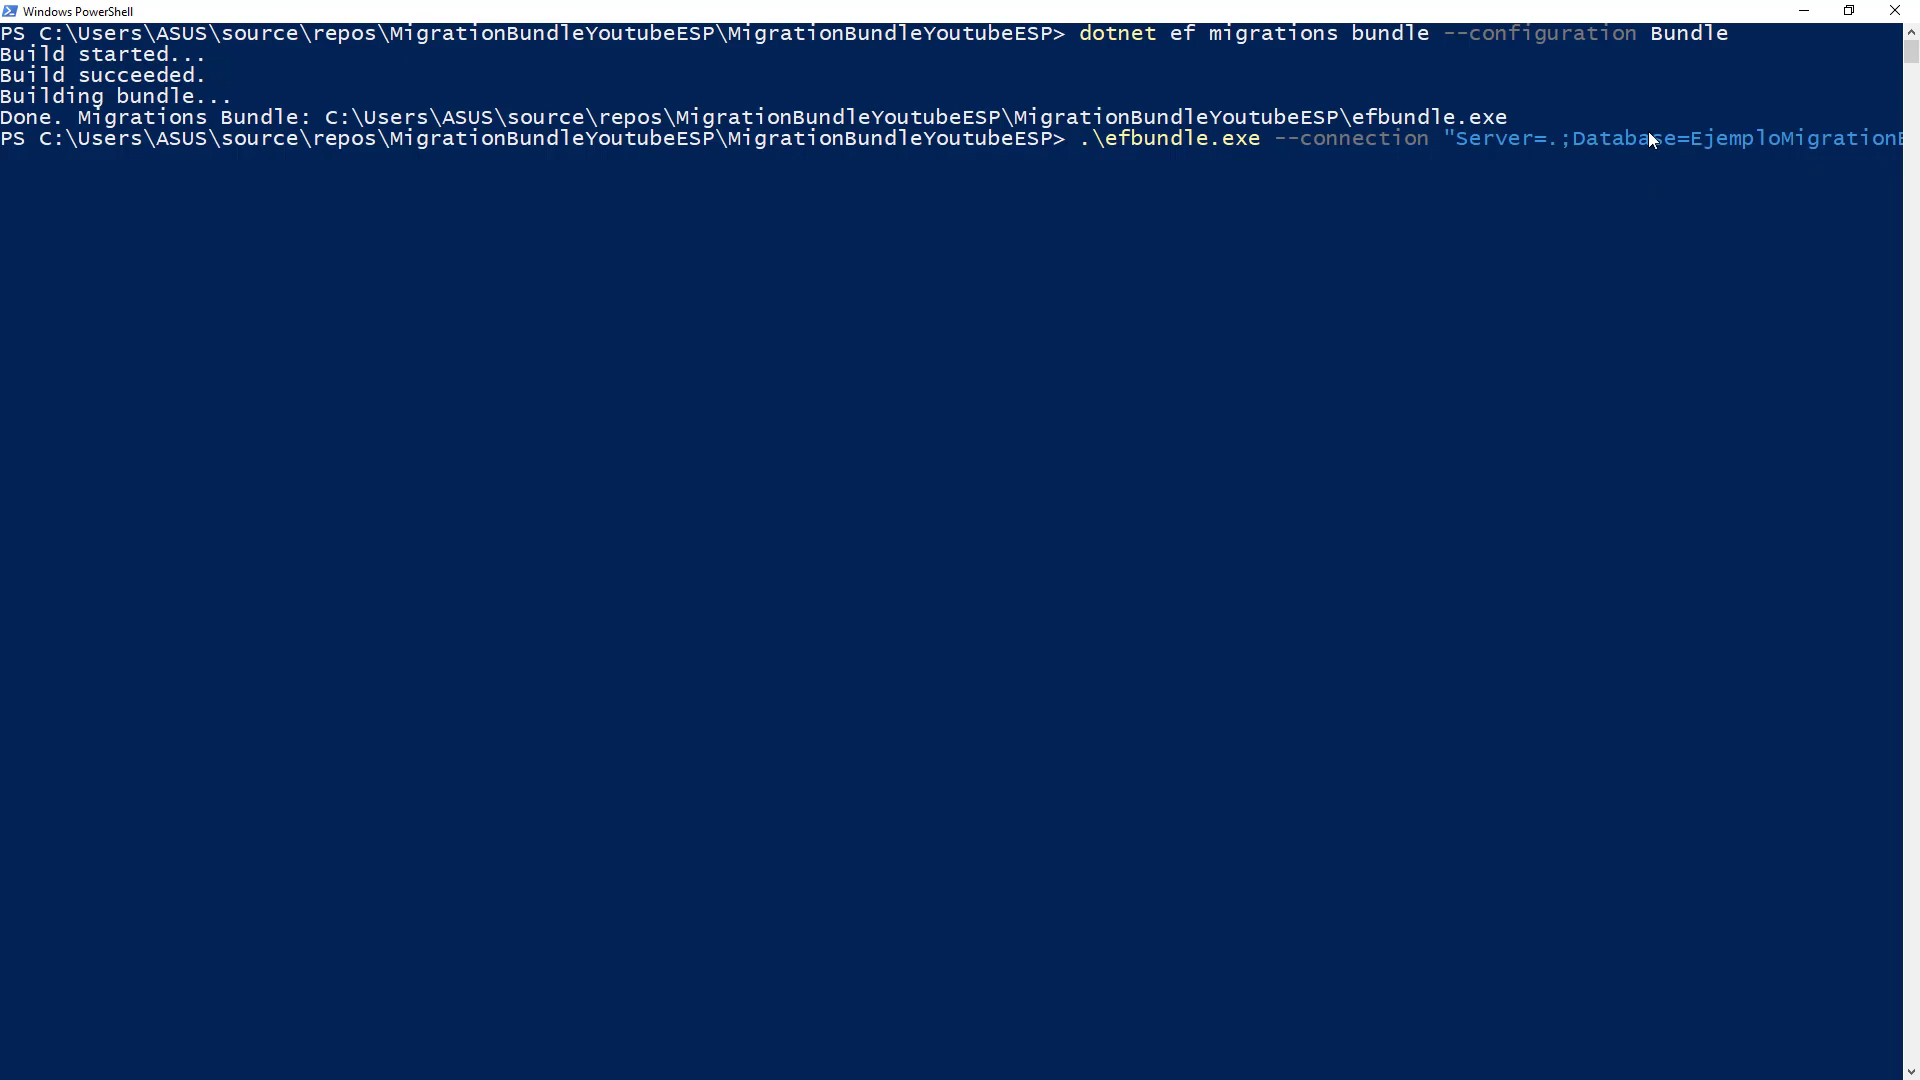 Windows PowerShell
PS C:\Users\ASUS\source\repos\MigrationBundleYoutubeESP\MigrationBundleYoutubeESP> dotnet ef migrations bundle --configuration Bundle
Build started...
Build succeeded.
Building bundle...
Done. Migrations Bundle: C:\Users\ASUS\source\repos\MigrationBundleYoutubeESP\MigrationBundleYoutubeESP\efbundle.exe
PS C:\Users\ASUS\source\repos\MigrationBundleYoutubeESP\MigrationBundleYoutubeESP> .\efbundle.exe --connection "Server=.;Database=EjemploMigration